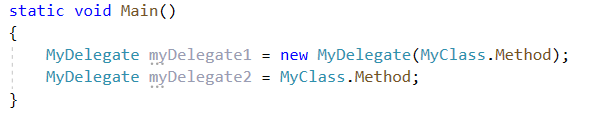 static void Main()
{
    MyDelegate myDelegate1 = new MyDelegate(MyClass.Method);
    MyDelegate myDelegate2 = MyClass.Method;
}